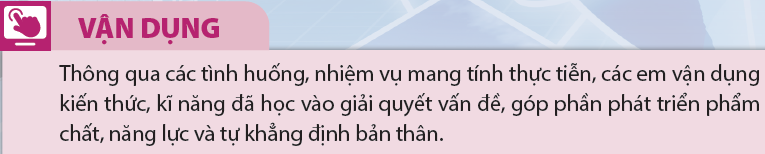 VẬN DỤNG
Thông qua các tình huống, nhiệm vụ mang tính thực tiễn, các em vận dụng
kiến thức, kĩ năng đã học vào giải quyết vấn đề, góp phần phát triển phẩm
chất, năng lực và tự khẳng định bản thân.